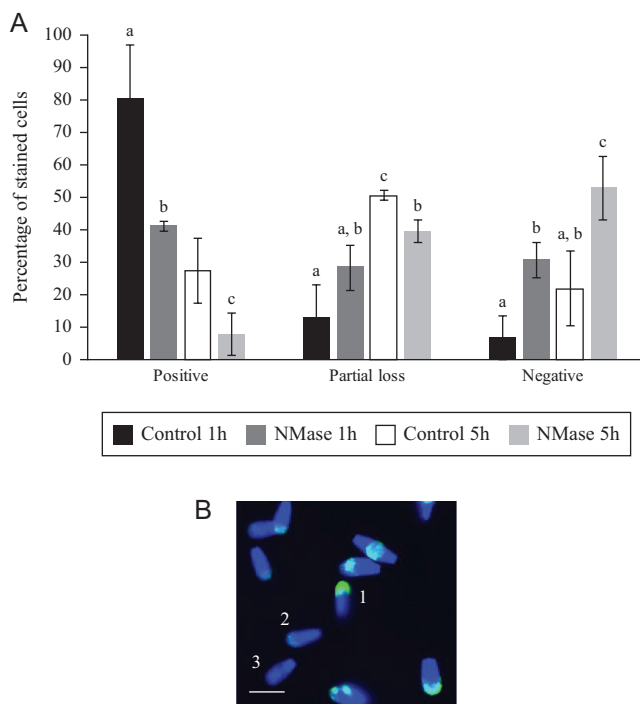 A
Percentage of stained cells
100
90
80
70
60
50
40
30
20
10
0
a
b
c
a
a, b
c
b
a
b
a, b
c
Positive Partial loss Negative
Control 1h NMase 1h Control 5h NMase 5h
B
1
2
3